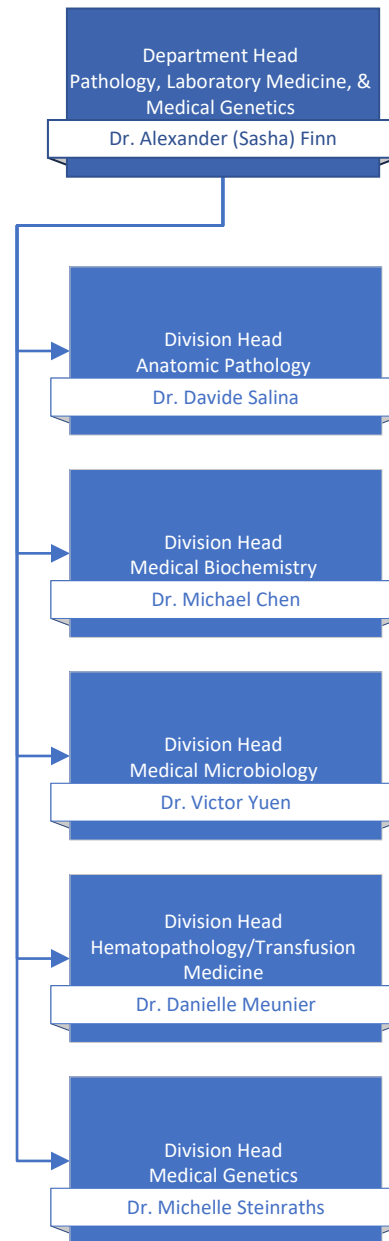 Department Head
Pathology, Laboratory Medicine, &
Medical Genetics
Dr. Alexander (Sasha) Finn
Division Head
Anatomic Pathology
Dr. Davide Salina
Division Head
Medical Biochemistry
Dr. Michael Chen
Division Head
Medical Microbiology
Dr. Victor Yuen
Division Head
Hematopathology/Transfusion
Medicine
Dr. Danielle Meunier
Division Head
Medical Genetics
Dr. Michelle Steinraths